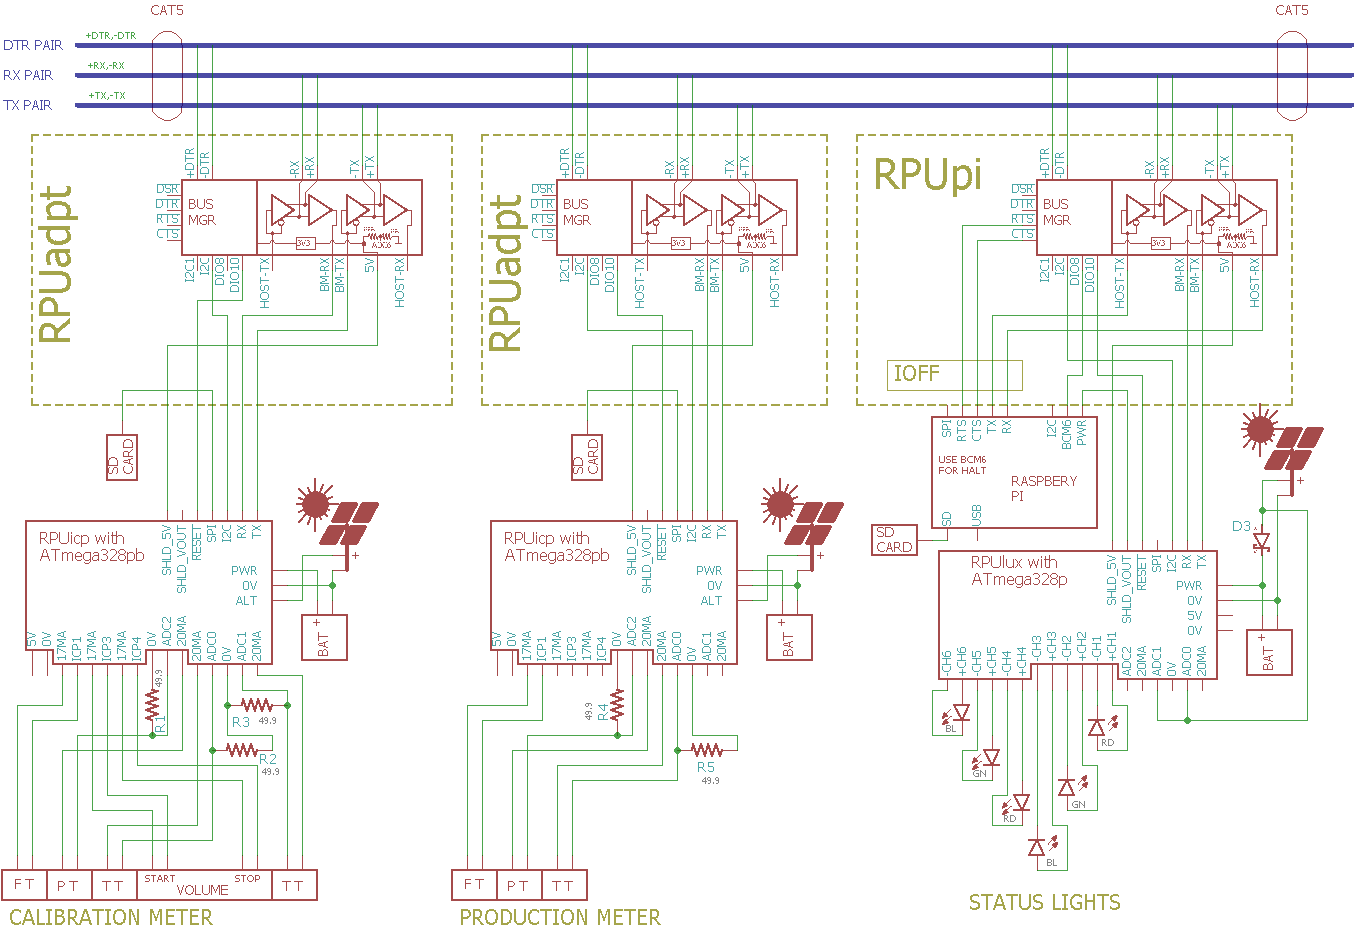 CAT5
CAT5
DTR PAIR
+DTR,-DTR
RX PAIR
+RX,-RX
TX PAIR
+TX,-TX
RPUadpt
+DTR
-DTR
-RX
+RX
-TX
+TX
DSR
DTR
RTS
CTS
BUS
MGR
3V3
ADC6
I2C1
I2C
DIO8
DIO10
HOST-TX
BM-RX
BM-TX
5V
HOST-RX
RPUadpt
+DTR
-DTR
-RX
+RX
-TX
+TX
DSR
DTR
RTS
CTS
BUS
MGR
3V3
ADC6
I2C1
I2C
DIO8
DIO10
HOST-TX
BM-RX
BM-TX
5V
HOST-RX
RPUpi
+DTR
-DTR
-RX
+RX
-TX
+TX
DSR
DTR
RTS
CTS
BUS
MGR
3V3
ADC6
I2C1
I2C
DIO8
DIO10
HOST-TX
BM-RX
BM-TX
5V
HOST-RX
IOFF
SD
CARD
SD
CARD
SPI
RTS
CTS
TX
RX
I2C
BCM6
PWR
USE BCM6
FOR HALT
RASPBERY
PI
SD
USB
SD
CARD
RPUicp with
ATmega328pb
SHLD_5V
SHLD_VOUT
RESET
SPI
I2C
RX
TX
PWR
0V
ALT
+
+
BAT
5V
0V
17MA
ICP1
17MA
ICP3
17MA
ICP4
0V
ADC2
20MA
20MA
ADC0
0V
ADC1
20MA
49.9
R1
R3
49.9
R2
49.9
FT
PT
TT
START
VOLUME
STOP
TT
CALIBRATION METER
RPUicp with
ATmega328pb
SHLD_5V
SHLD_VOUT
RESET
SPI
I2C
RX
TX
PWR
0V
ALT
+
+
BAT
5V
0V
17MA
ICP1
17MA
ICP3
17MA
ICP4
0V
ADC2
20MA
20MA
ADC0
0V
ADC1
20MA
49.9
R4
R5
49.9
FT
PT
TT
PRODUCTION METER
RPUlux with
ATmega328p
SHLD_5V
SHLD_VOUT
RESET
SPI
I2C
RX
TX
PWR
0V
5V
0V
+
D3
+
BAT
-CH6
+CH6
-CH5
+CH5
-CH4
+CH4
-CH3
+CH3
-CH2
+CH2
-CH1
+CH1
ADC2
20MA
ADC1
0V
ADC0
20MA
BL
GN
RD
RD
GN
BL
STATUS LIGHTS